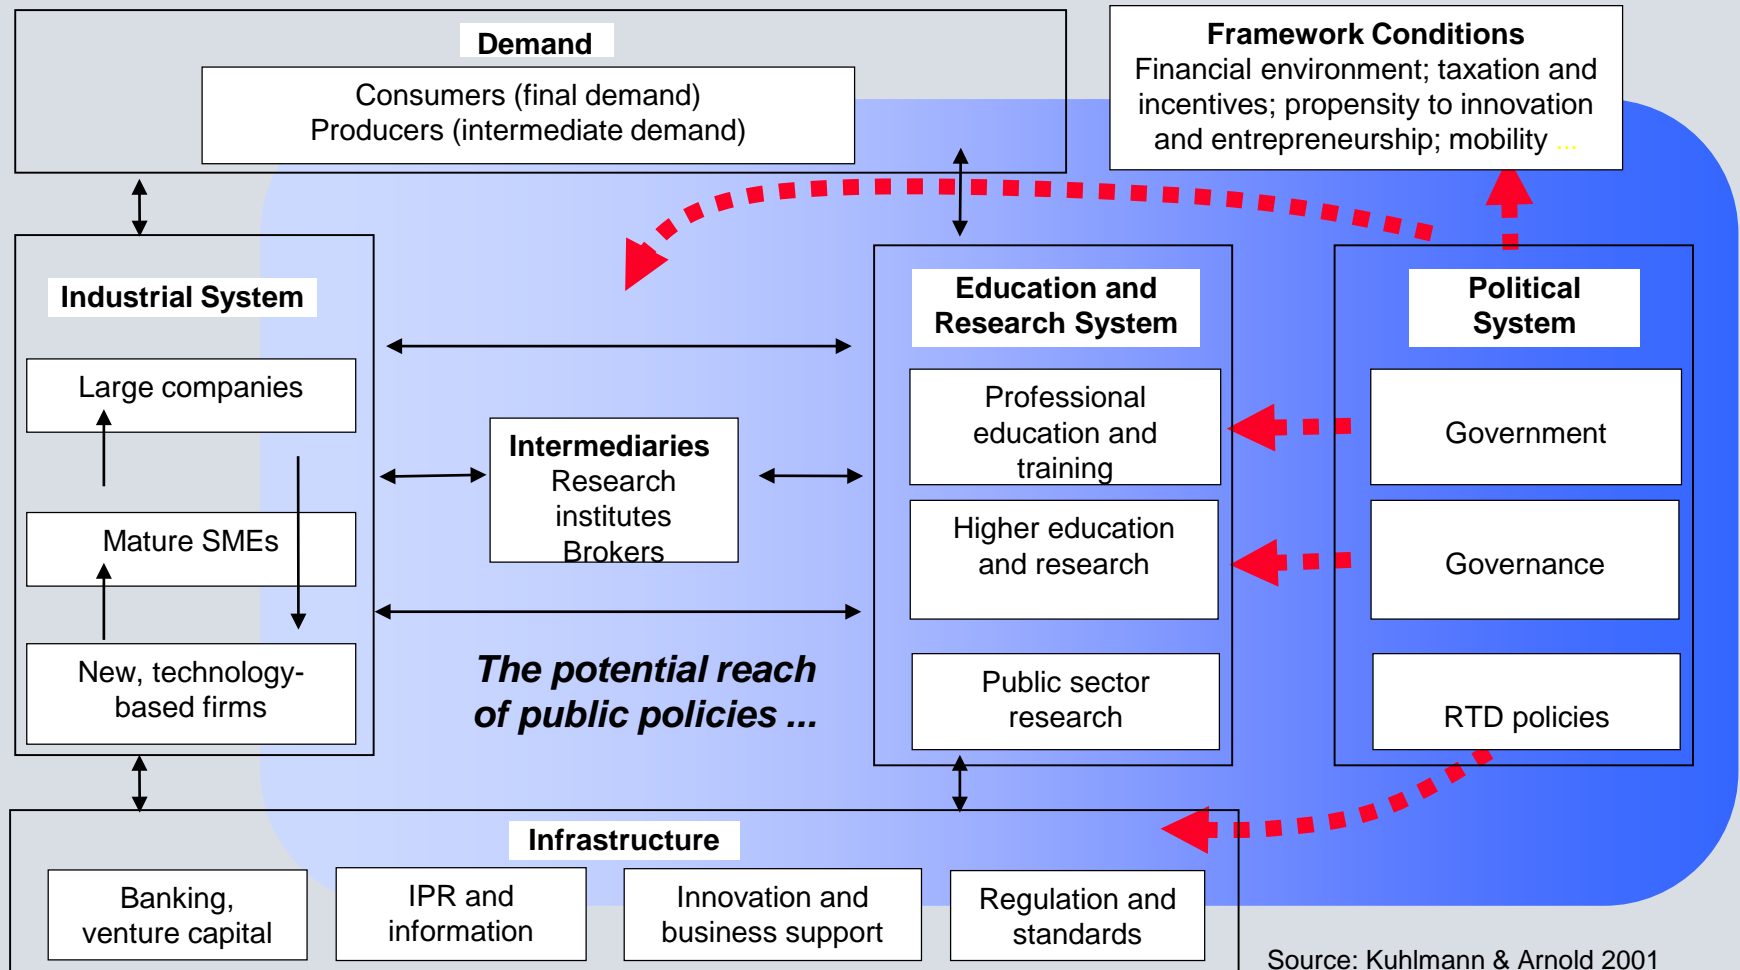 Demand
Consumers (final demand)
Producers (intermediate demand)
Framework Conditions
Financial environment; taxation and
incentives; propensity to innovation
and entrepreneurship; mobility ...
Industrial System
Large companies
Mature SMEs
New, technology-
based firms
Intermediaries
Research
institutes
Brokers
The potential reach
of public policies ...
Education and
Research System
Professional
education and
training
Higher education
and research
Public sector
research
Political
System
Government
Governance
RTD policies
Infrastructure
Banking,
venture capital
IPR and
information
Innovation and
business support
Regulation and
standards
Source: Kuhlmann & Arnold 2001